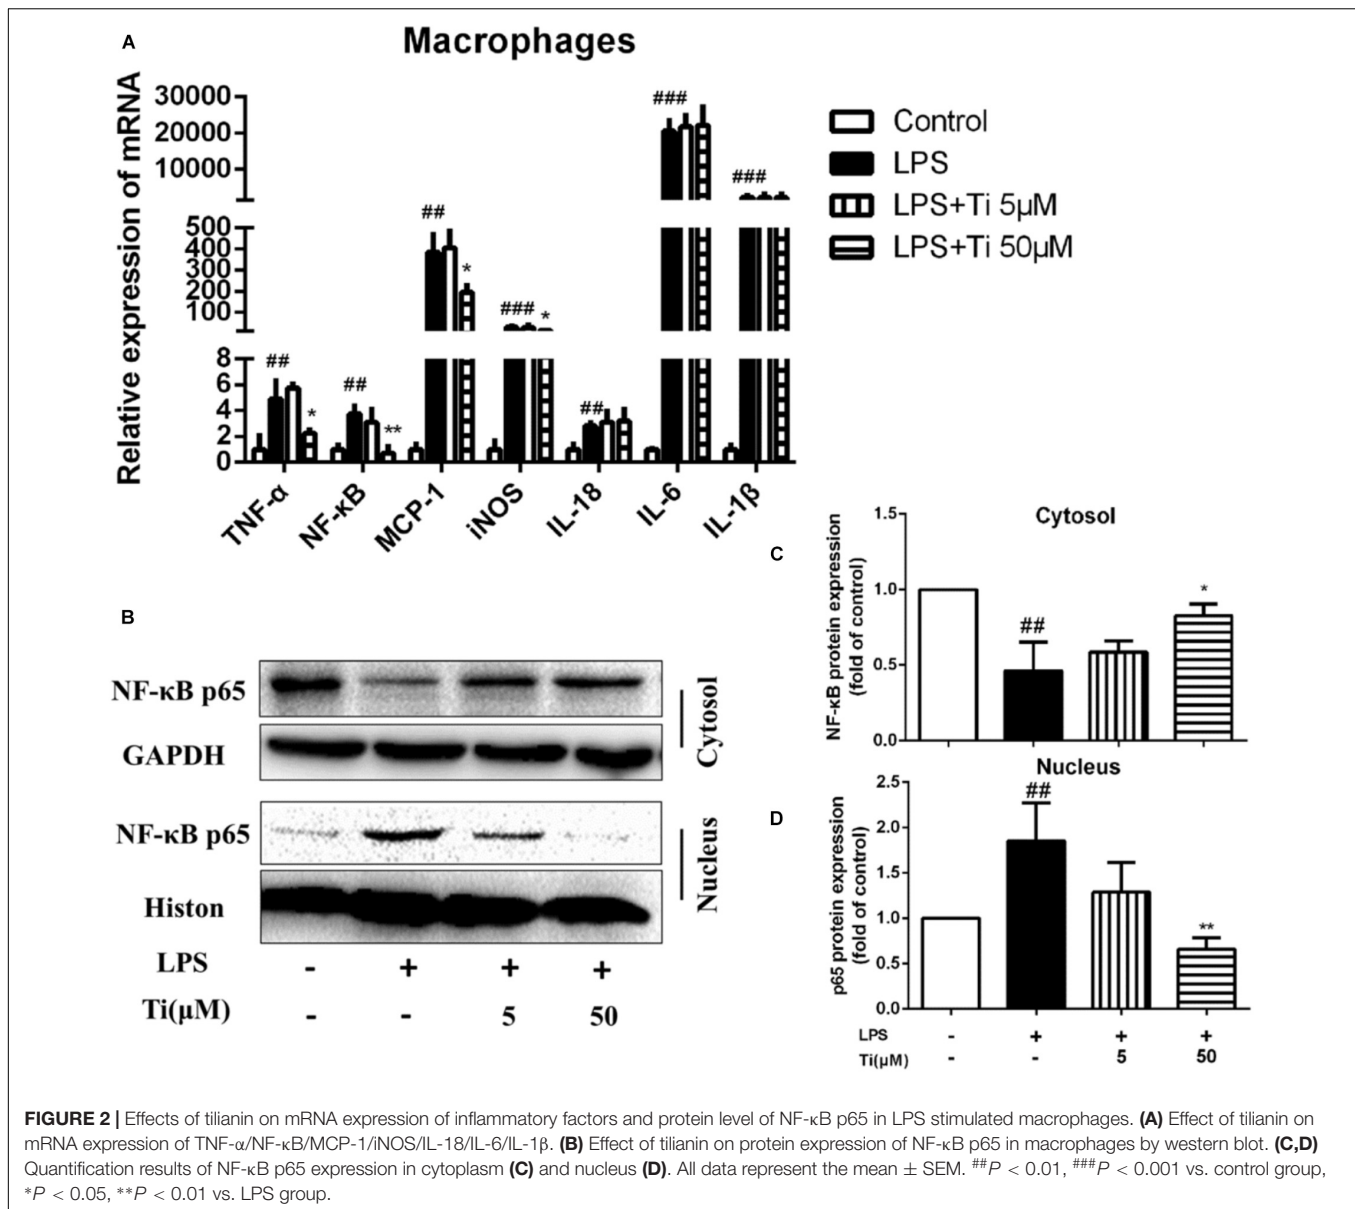 A
Macrophages
Relative expression of mRNA
30000
20000
10000
500
400
300
200
100
8
6
4
2
0
##
*
##
**
##
*
###
*
##
###
###
TNF-α
NF-κB
MCP-1
iNOS
IL-18
IL-6
IL-1β
Control
LPS
LPS+Ti 5μM
LPS+Ti 50μM
B
NF-κB p65
GAPDH
Cytosol
NF-κB p65
Histon
Nucleus
LPS - + + +
Ti(μM) - - 5 50
C
Cytosol
NF-κB protein expression
(fold of control)
1.5
1.0
0.5
0.0
##
*
D
Nucleus
p65 protein expression
(fold of control)
2.5
2.0
1.5
1.0
0.5
0.0
##
**
LPS - + + +
Ti(μM) - - 5 50
FIGURE 2 | Effects of tilianin on mRNA expression of inflammatory factors and protein level of NF-κB p65 in LPS stimulated macrophages. (A) Effect of tilianin on
mRNA expression of TNF-α/NF-κB/MCP-1/iNOS/IL-18/IL-6/IL-1β. (B) Effect of tilianin on protein expression of NF-κB p65 in macrophages by western blot. (C,D)
Quantification results of NF-κB p65 expression in cytoplasm (C) and nucleus (D). All data represent the mean ± SEM. ##P < 0.01, ###P < 0.001 vs. control group,
*P < 0.05, **P < 0.01 vs. LPS group.